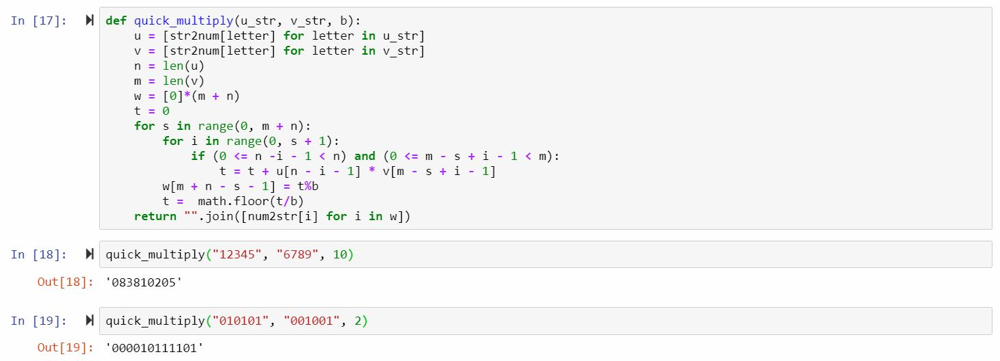 In [17]: def quick_multiply(u_str, v_str, b):
    u = [str2num[letter] for letter in u_str]
    v = [str2num[letter] for letter in v_str]
    n = len(u)
    m = len(v)
    w = [0]*(m + n)
    t = 0
    for s in range(0, m + n):
        for i in range(0, s + 1):
            if (0 <= n -i - 1 < n) and (0 <= m - s + i - 1 < m):
                t = t + u[n - i - 1] * v[m - s + i - 1]
        w[m + n - s - 1] = t%b
        t =  math.floor(t/b)
    return "".join([num2str[i] for i in w])
In [18]: quick_multiply("12345", "6789", 10)
Out[18]: '083810205'
In [19]: quick_multiply("010101", "001001", 2)
Out[19]: '000010111101'